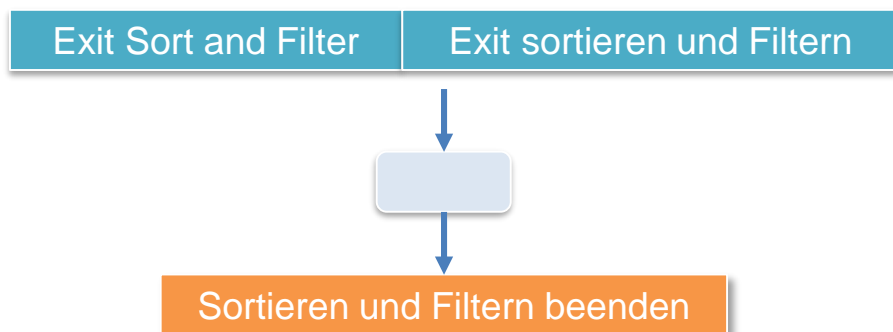 Exit Sort and Filter
Exit sortieren und Filtern
Sortieren und Filtern beenden